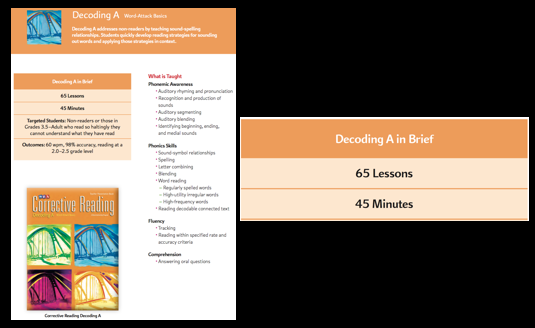 Decoding A Word-Attack Basics
Decoding A addresses non-readers by teaching sound-spelling
relationships. Students quickly develop reading strategies for sounding
out words and applying those strategies in context.
Decoding A in Brief
65 Lessons
45 Minutes
Targeted Students: Non-readers or those in
Grades 3.5–Adult who read so haltingly they
cannot understand what they have read
Outcomes: 60 wpm, 98% accuracy, reading at a
2.0–2.5 grade level
Corrective Reading
Corrective Reading Decoding A
What is Taught
Phonemic Awareness
• Auditory rhyming and pronunciation
• Recognition and production of
sounds
• Auditory segmenting
• Auditory blending
• Identifying beginning, ending,
and medial sounds
Phonics Skills
• Sound-symbol relationships
• Spelling
• Letter combining
• Blending
• Word reading
– Regularly spelled words
– High-utility irregular words
– High-frequency words
• Reading decodable connected text
Fluency
• Tracking
• Reading within specified rate and
accuracy criteria
Comprehension
• Answering oral questions
Decoding A in Brief
65 Lessons
45 Minutes